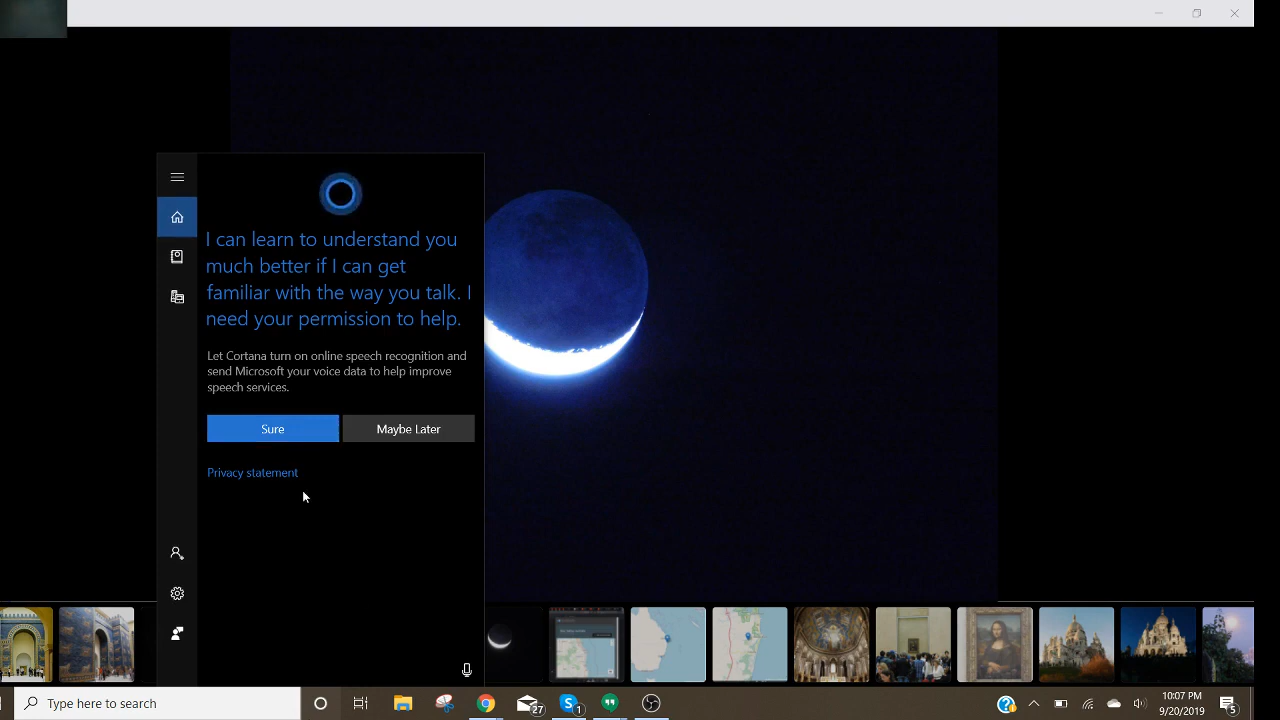 I can learn to understand you
much better if I can get
familiar with the way you talk. I
need your permission to help.
Let Cortana turn on online speech recognition and
send Microsoft your voice data to help improve
speech services.
Sure
Maybe Later
Privacy statement
Type here to search
27
1
10:07 PM
9/20/2019
5